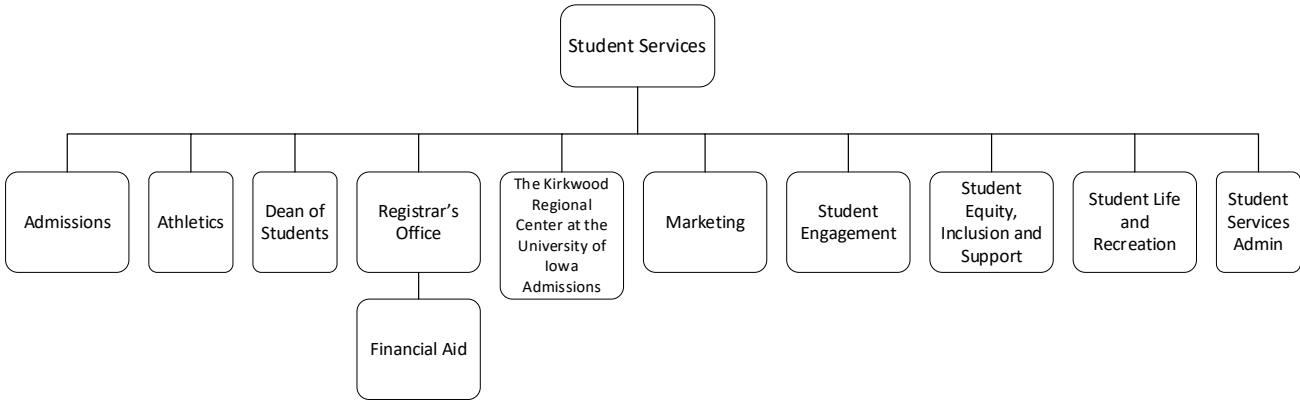 Student Services
Admissions
Athletics
Dean of
Students
Registrar’s
Office
The Kirkwood
Regional
Center at the
University of
Iowa
Admissions
Marketing
Student
Engagement
Student
Equity,
Inclusion and
Support
Student Life
and
Recreation
Student
Services
Admin
Financial Aid